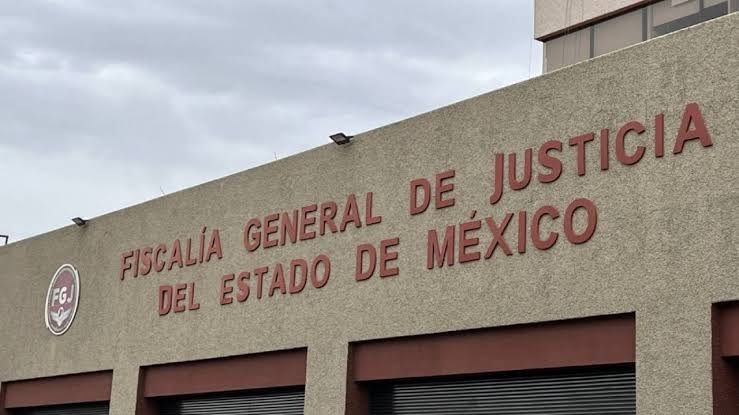 FISCALÍA GENERAL DE JUSTICIA
DEL ESTADO DE MÉXICO
FGJ